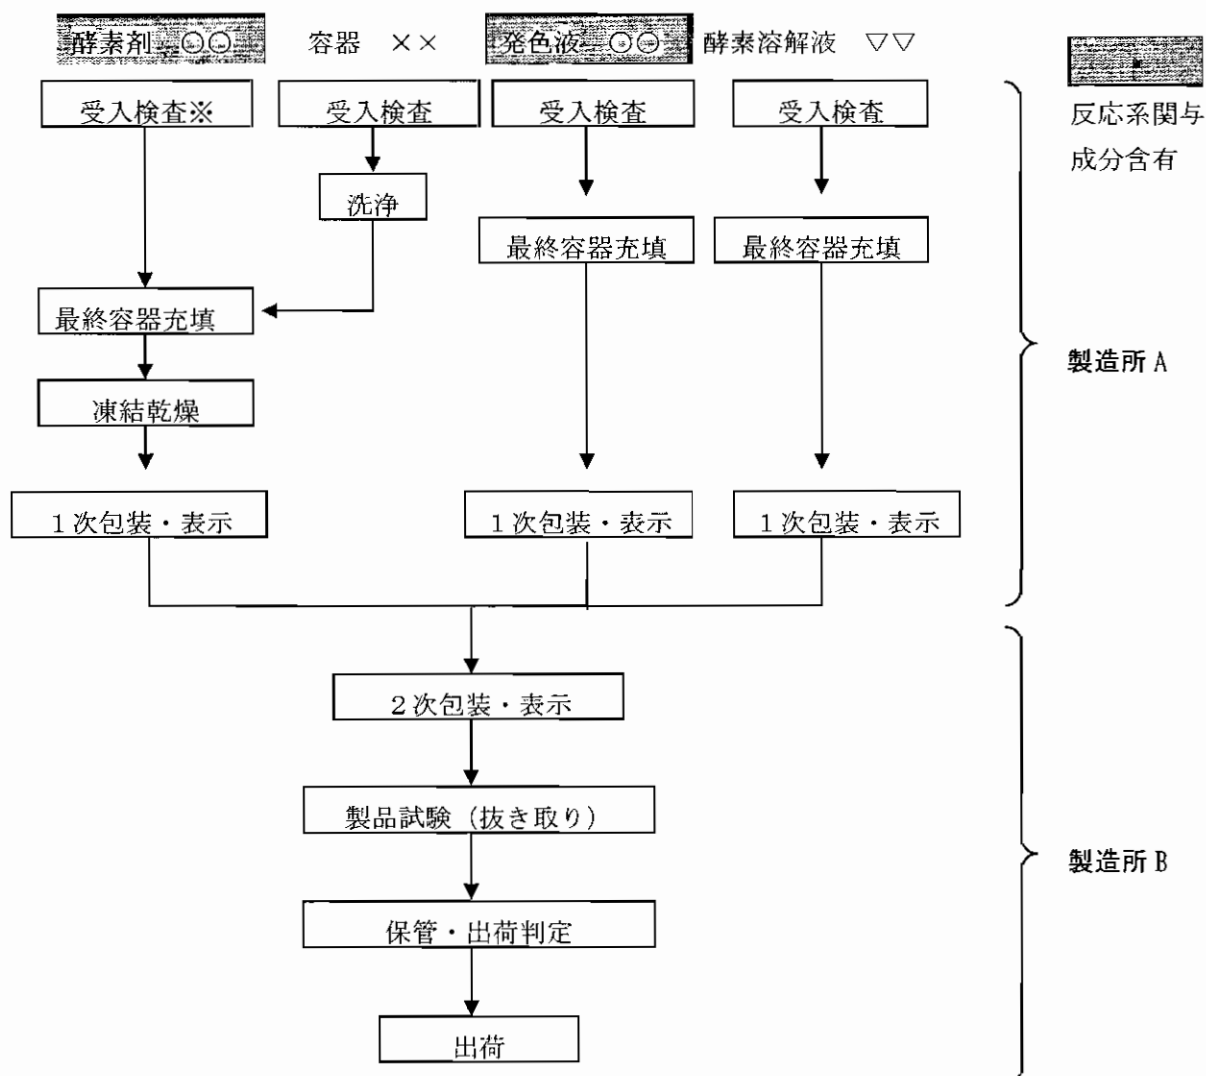 酵素剤 ◎◎ 容器 ×× 発色液 ◎◎ 酵素溶解液 ▽▽
受入検査※ 受入検査 受入検査 受入検査
反応系関与
成分含有
洗浄
最終容器充填 最終容器充填
最終容器充填
製造所 A
凍結乾燥
1次包装・表示 1次包装・表示 1次包装・表示
2次包装・表示
製品試験(抜き取り)
製造所 B
保管・出荷判定
出荷